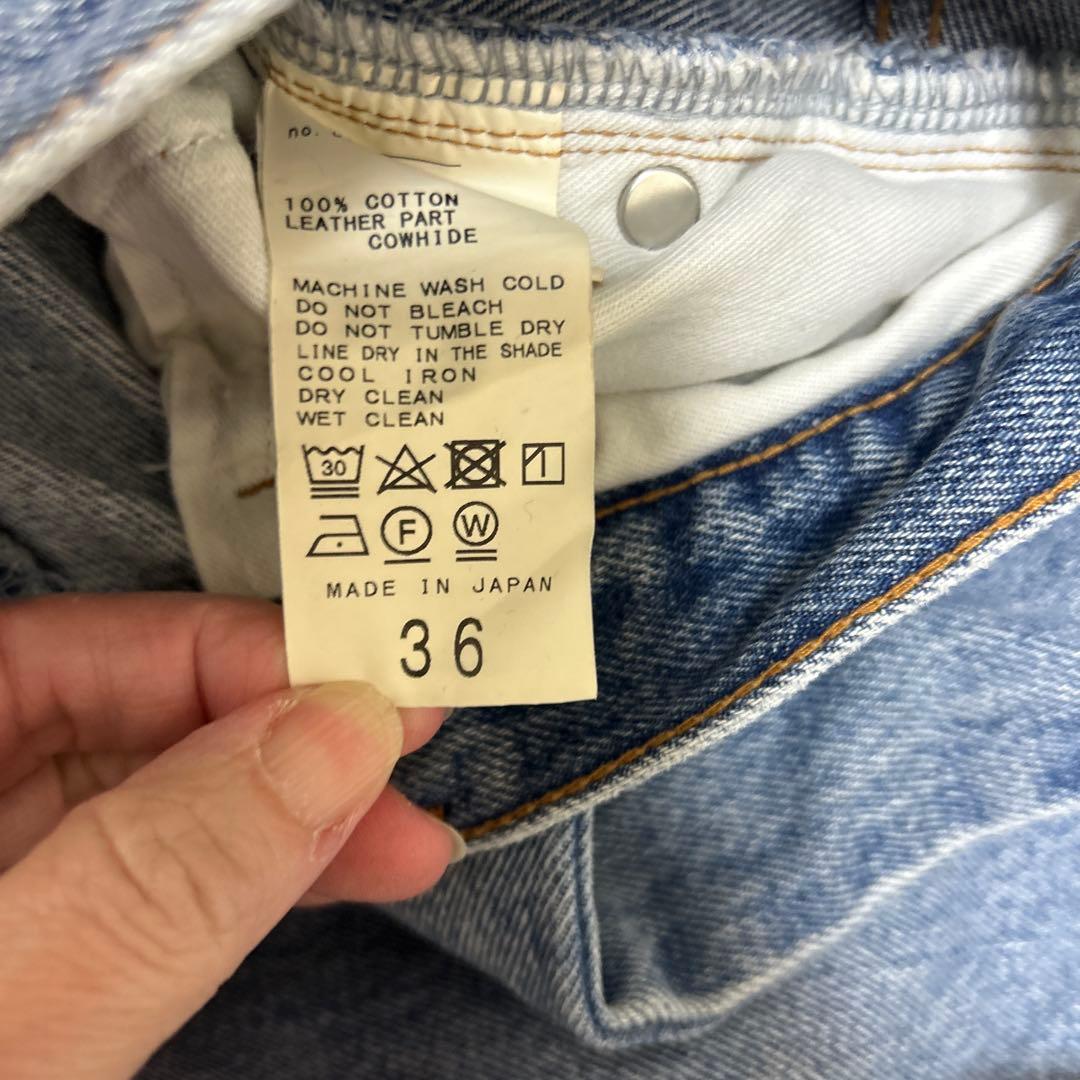 no.
100% COTTON
LEATHER PART
COWHIDE
MACHINE WASH COLD
DO NOT BLEACH
DO NOT TUMBLE DRY
LINE DRY IN THE SHADE
COOL IRON
DRY CLEAN
WET CLEAN
30
F W
MADE IN JAPAN
36